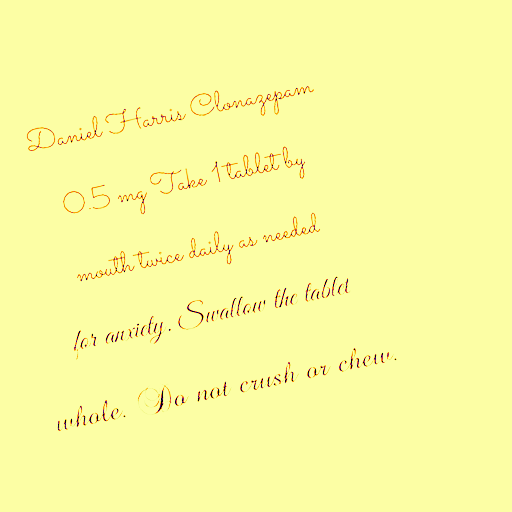 Daniel Harris Clonazepam
0.5 mg Take 1 tablet by
mouth twice daily as needed
for anxiety. Swallow the tablet
whole. Do not crush or chew.